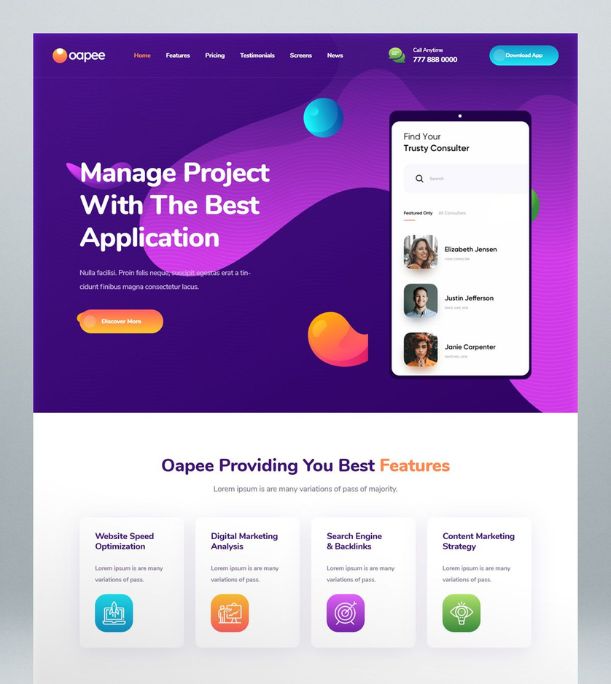 oapee
Home Features Pricing Testimonials Screens News
Call Anytime
777 888 0000
Download App
Manage Project
With The Best
Application
Nulla facilisi. Proin felis neque, suscipit egestas erat a tin-
cidunt finibus magna consectetur lacus.
Discover More
Find Your
Trusty Consulter
Search
Featured Only All Consulters
Elizabeth Jensen
Justin Jefferson
Janie Carpenter
Oapee Providing You Best Features
Lorem ipsum is are many variations of pass of majority.
Website Speed
Optimization
Lorem ipsum is are many
variations of pass.
Digital Marketing
Analysis
Lorem ipsum is are many
variations of pass.
Search Engine
& Backlinks
Lorem ipsum is are many
variations of pass.
Content Marketing
Strategy
Lorem ipsum is are many
variations of pass.